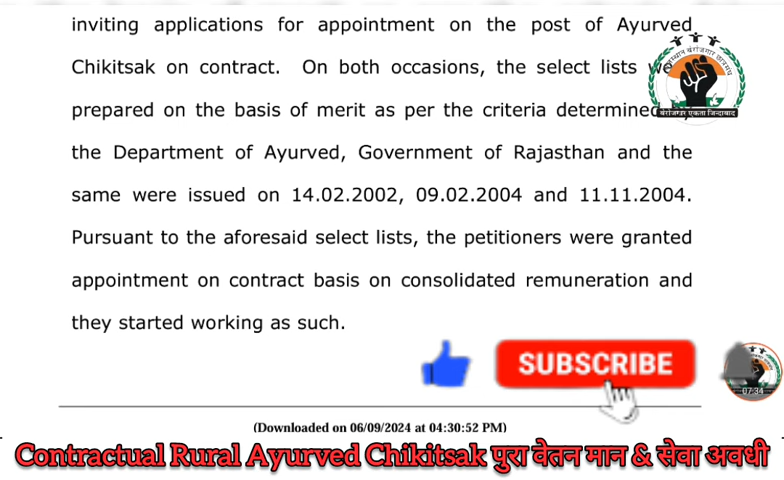 inviting applications for appointment on the post of Ayurved
Chikitsak on contract. On both occasions, the select lists
prepared on the basis of merit as per the criteria determined
the Department of Ayurved, Government of Rajasthan and the
same were issued on 14.02.2002, 09.02.2004 and 11.11.2004.
Pursuant to the aforesaid select lists, the petitioners were granted
appointment on contract basis on consolidated remuneration and
they started working as such.
बेरोजगार एकता जिन्दाबाद
SUBSCRIBE
07:34
(Downloaded on 06/09/2024 at 04:30:52 PM)
Contractual Rural Ayurved Chikitsak पुरा वेतन मान & सेवा अवधी